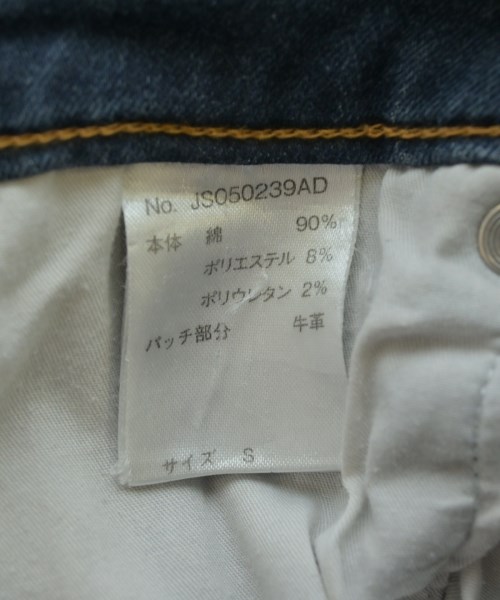 No. JS050239AD
本体 綿 90%
ポリエステル 8%
ポリウレタン 2%
パッチ部分 牛革
サイズ S